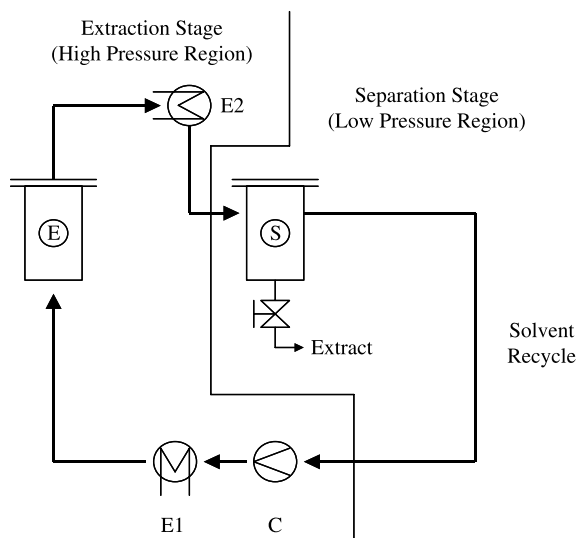 Extraction Stage
(High Pressure Region)
Separation Stage
(Low Pressure Region)
E2
E
S
Extract
Solvent
Recycle
E1
C